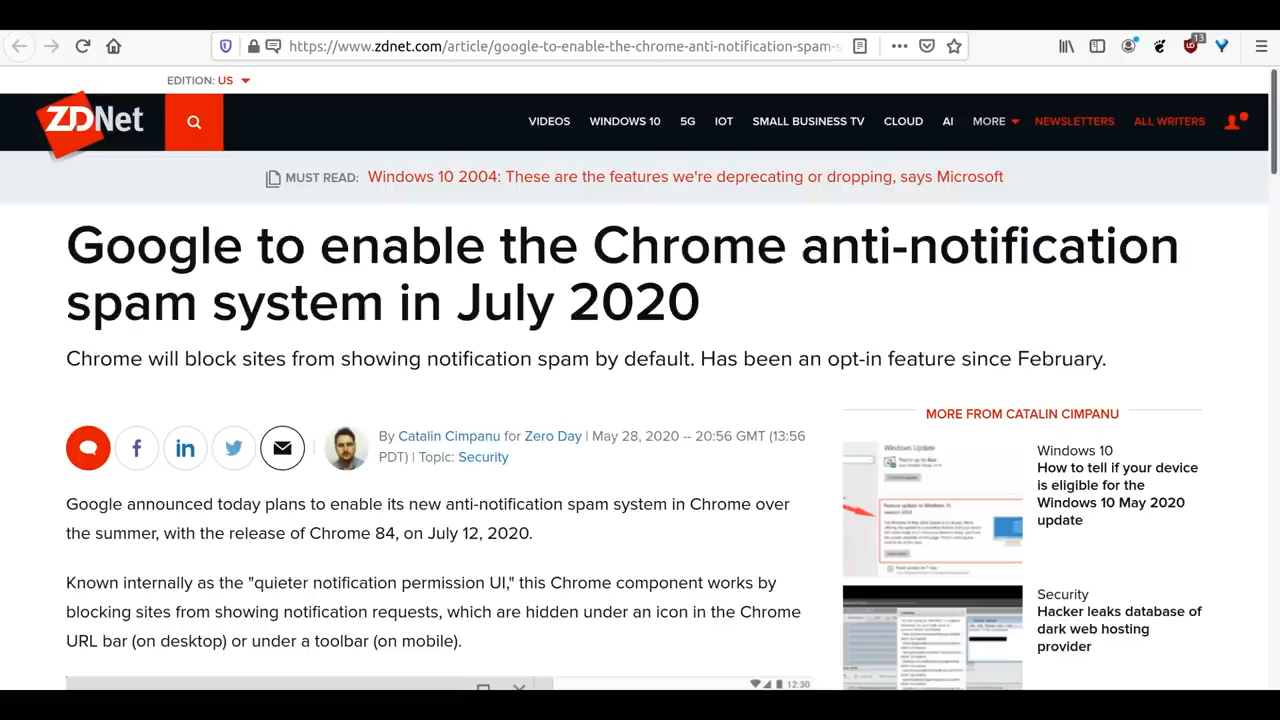 https://www.zdnet.com/article/google-to-enable-the-chrome-anti-notification-spam-s
13
EDITION: US
ZDNet
VIDEOS WINDOWS 10 5G IOT SMALL BUSINESS TV CLOUD AI MORE NEWSLETTERS ALL WRITERS
MUST READ: Windows 10 2004: These are the features we're deprecating or dropping, says Microsoft
Google to enable the Chrome anti-notification
spam system in July 2020
Chrome will block sites from showing notification spam by default. Has been an opt-in feature since February.
By Catalin Cimpanu for Zero Day | May 28, 2020 -- 20:56 GMT (13:56
PDT) | Topic: Security
Google announced today plans to enable its new anti-notification spam system in Chrome over
the summer, with the release of Chrome 84, on July 12, 2020.
Known internally as the "quieter notification permission UI," this Chrome component works by
blocking sites from showing notification requests, which are hidden under an icon in the Chrome
URL bar (on desktop) or under a toolbar (on mobile).
12:30
MORE FROM CATALIN CIMPANU
Windows Update
Windows 10
How to tell if your device
is eligible for the
Windows 10 May 2020
update
Security
Hacker leaks database of
dark web hosting
provider